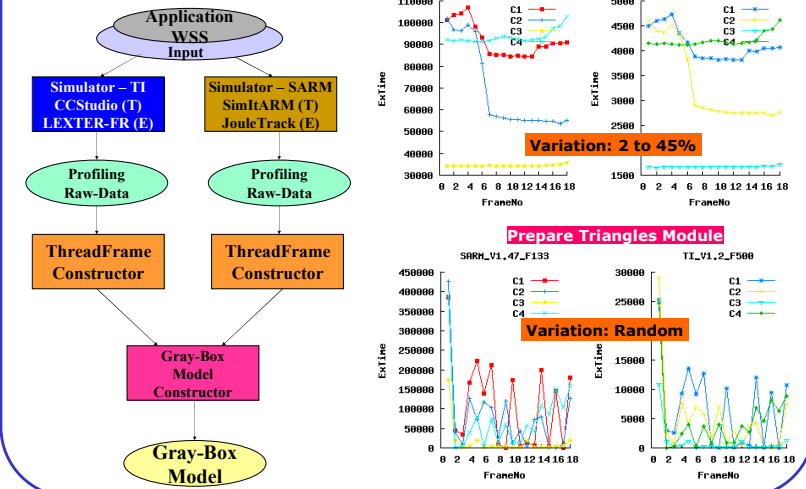 Application
WSS
Input
Simulator – TI
CCStudio (T)
LEXTER-FR (E)
Simulator – SARM
SimItARM (T)
JouleTrack (E)
Profiling
Raw-Data
Profiling
Raw-Data
ThreadFrame
Constructor
ThreadFrame
Constructor
Gray-Box
Model
Constructor
Gray-Box
Model
110000
100000
90000
80000
70000
60000
50000
40000
30000
ExTime
C1
C2
C3
C4
0 2 4 6 8 10 12 14 16 18
FrameNo
5000
4500
4000
3500
3000
2500
1500
ExTime
C1
C2
C3
C4
0 2 4 6 8 10 12 14 16 18
FrameNo
Variation: 2 to 45%
Prepare Triangles Module
SARM_V1.47_F133
450000
400000
350000
300000
250000
200000
150000
100000
50000
0
ExTime
C1
C2
C3
C4
0 2 4 6 8 10 12 14 16 18
FrameNo
TI_V1.2_F500
30000
25000
15000
10000
5000
0
ExTime
C1
C2
C3
C4
0 2 4 6 8 10 12 14 16 18
FrameNo
Variation: Random